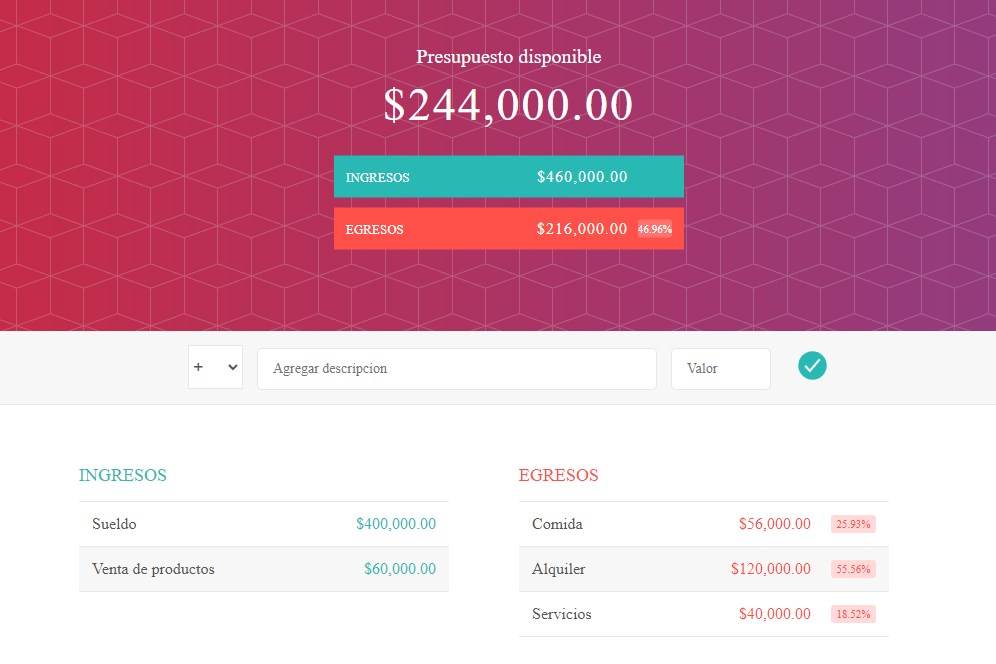 Presupuesto disponible
$244,000.00
INGRESOS $460,000.00
EGRESOS $216,000.00 46.96%
+ Agregar descripcion Valor
INGRESOS
Sueldo $400,000.00
Venta de productos $60,000.00
EGRESOS
Comida $56,000.00 25.93%
Alquiler $120,000.00 55.56%
Servicios $40,000.00 18.52%